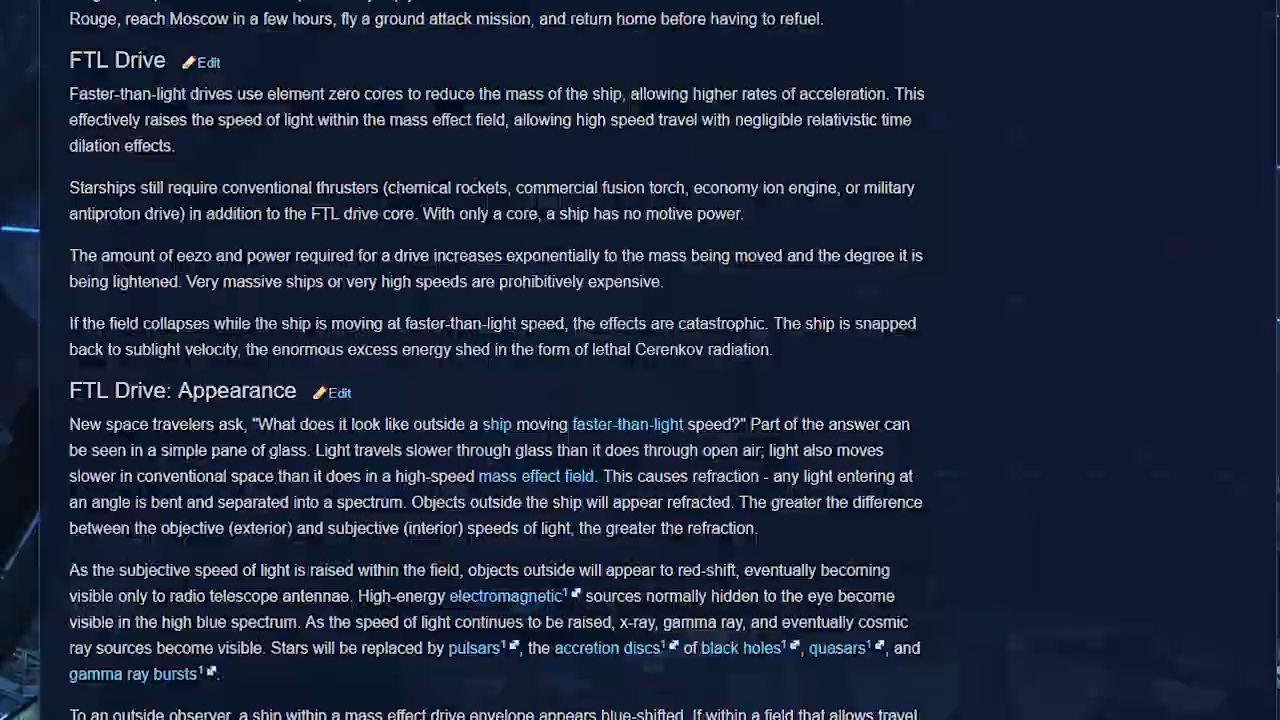 Rouge, reach Moscow in a few hours, fly a ground attack mission, and return home before having to refuel.
FTL Drive Edit
Faster-than-light drives use element zero cores to reduce the mass of the ship, allowing higher rates of acceleration. This
effectively raises the speed of light within the mass effect field, allowing high speed travel with negligible relativistic time
dilation effects.
Starships still require conventional thrusters (chemical rockets, commercial fusion torch, economy ion engine, or military
antiproton drive) in addition to the FTL drive core. With only a core, a ship has no motive power.
The amount of eezo and power required for a drive increases exponentially to the mass being moved and the degree it is
being lightened. Very massive ships or very high speeds are prohibitively expensive.
If the field collapses while the ship is moving at faster-than-light speed, the effects are catastrophic. The ship is snapped
back to sublight velocity, the enormous excess energy shed in the form of lethal Cerenkov radiation.
FTL Drive: Appearance Edit
New space travelers ask, "What does it look like outside a ship moving faster-than-light speed?" Part of the answer can
be seen in a simple pane of glass. Light travels slower through glass than it does through open air; light also moves
slower in conventional space than it does in a high-speed mass effect field. This causes refraction - any light entering at
an angle is bent and separated into a spectrum. Objects outside the ship will appear refracted. The greater the difference
between the objective (exterior) and subjective (interior) speeds of light, the greater the refraction.
As the subjective speed of light is raised within the field, objects outside will appear to red-shift, eventually becoming
visible only to radio telescope antennae. High-energy electromagnetic¹ sources normally hidden to the eye become
visible in the high blue spectrum. As the speed of light continues to be raised, x-ray, gamma ray, and eventually cosmic
ray sources become visible. Stars will be replaced by pulsars¹, the accretion discs¹ of black holes¹, quasars¹, and
gamma ray bursts¹.
To an outside observer, a ship within a mass effect drive envelope appears blue-shifted. If within a field that allows travel